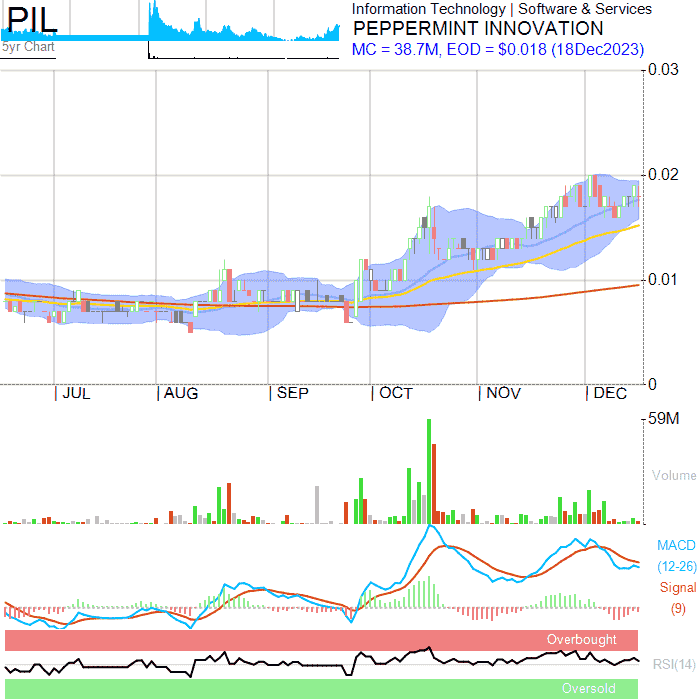 PIL
5yr Chart
Information Technology | Software & Services
PEPPERMINT INNOVATION
MC = 38.7M, EOD = $0.018 (18Dec2023)
0.03
0.02
0.01
0
JUL
AUG
SEP
OCT
NOV
DEC
59M
Volume
MACD
(12-26)
Signal
(9)
Overbought
RSI(14)
Oversold